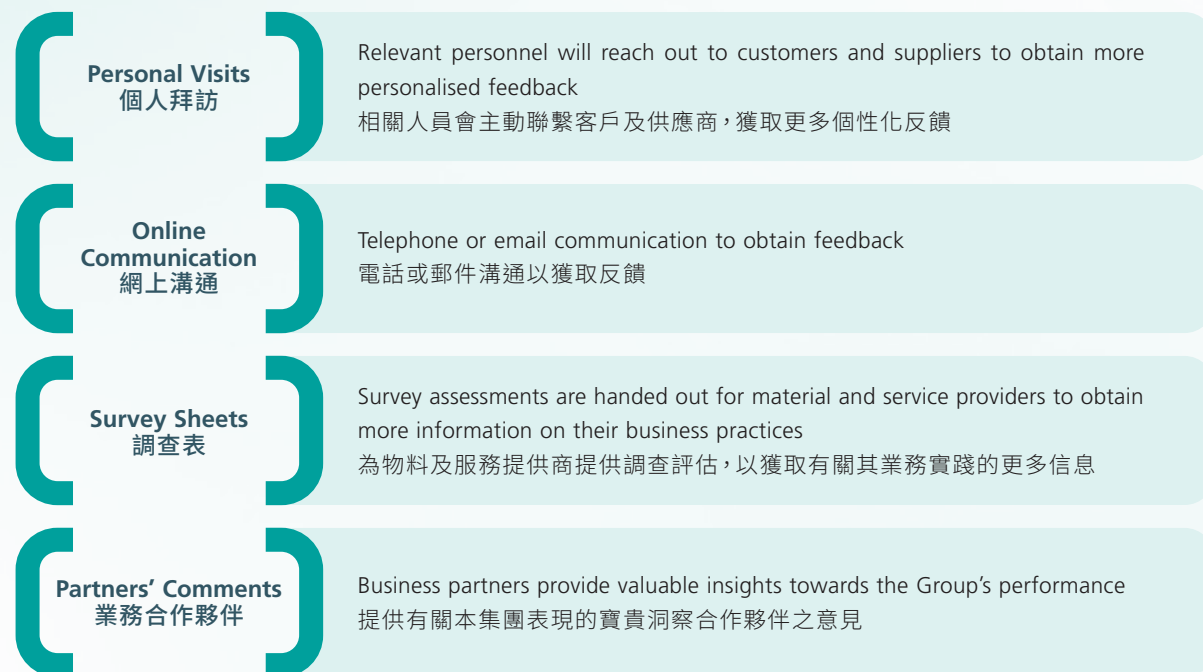 Personal Visits
個人拜訪
Relevant personnel will reach out to customers and suppliers to obtain more
personalised feedback
相關人員會主動聯繫客戶及供應商，獲取更多個性化反饋
Online
Communication
網上溝通
Telephone or email communication to obtain feedback
電話或郵件溝通以獲取反饋
Survey Sheets
調查表
Survey assessments are handed out for material and service providers to obtain
more information on their business practices
為物料及服務提供商提供調查評估，以獲取有關其業務實踐的更多信息
Partners’ Comments
業務合作夥伴
Business partners provide valuable insights towards the Group’s performance
提供有關本集團表現的寶貴洞察合作夥伴之意見